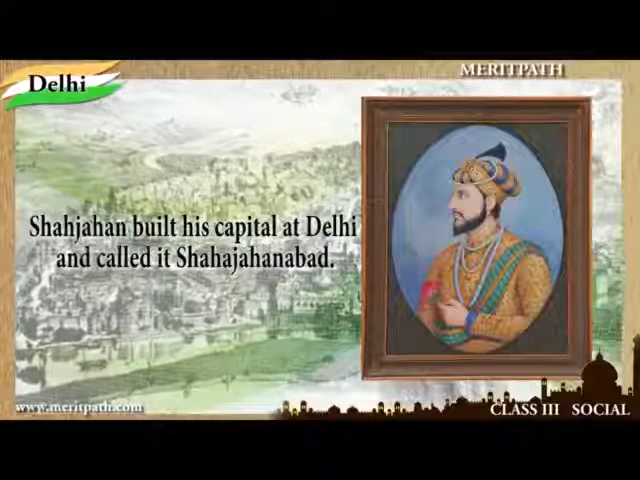 Delhi
MERITPATH
Shahjahan built his capital at Delhi
and called it Shahajahanabad.
www.meritpath.com
CLASS III SOCIAL